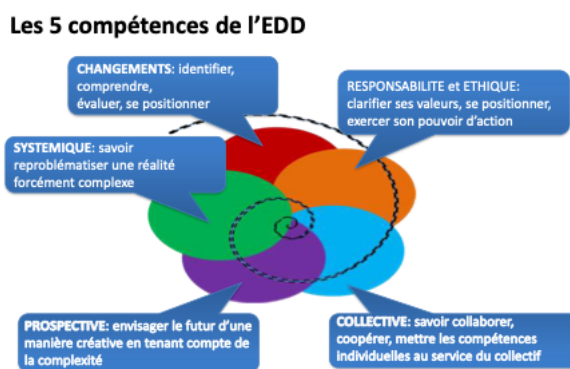 Les 5 compétences de l'EDD
CHANGEMENTS: identifier,
comprendre,
évaluer, se positionner
RESPONSABILITE et ETHIQUE:
clarifier ses valeurs, se positionner,
exercer son pouvoir d'action
SYSTEMIQUE: savoir
reproblématiser une réalité
forcément complexe
PROSPECTIVE: envisager le futur d'une
manière créative en tenant compte de
la complexité
COLLECTIVE: savoir collaborer,
coopérer, mettre les compétences
individuelles au service du collectif